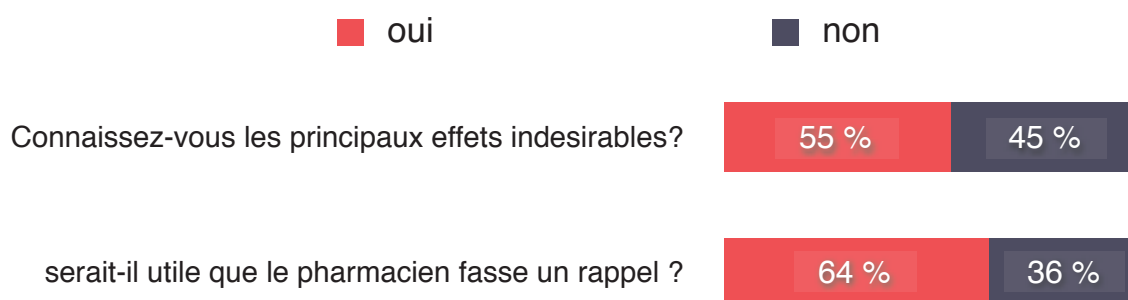 oui non
Connaissez-vous les principaux effets indesirables? 55 % 45 %
serait-il utile que le pharmacien fasse un rappel ? 64 % 36 %